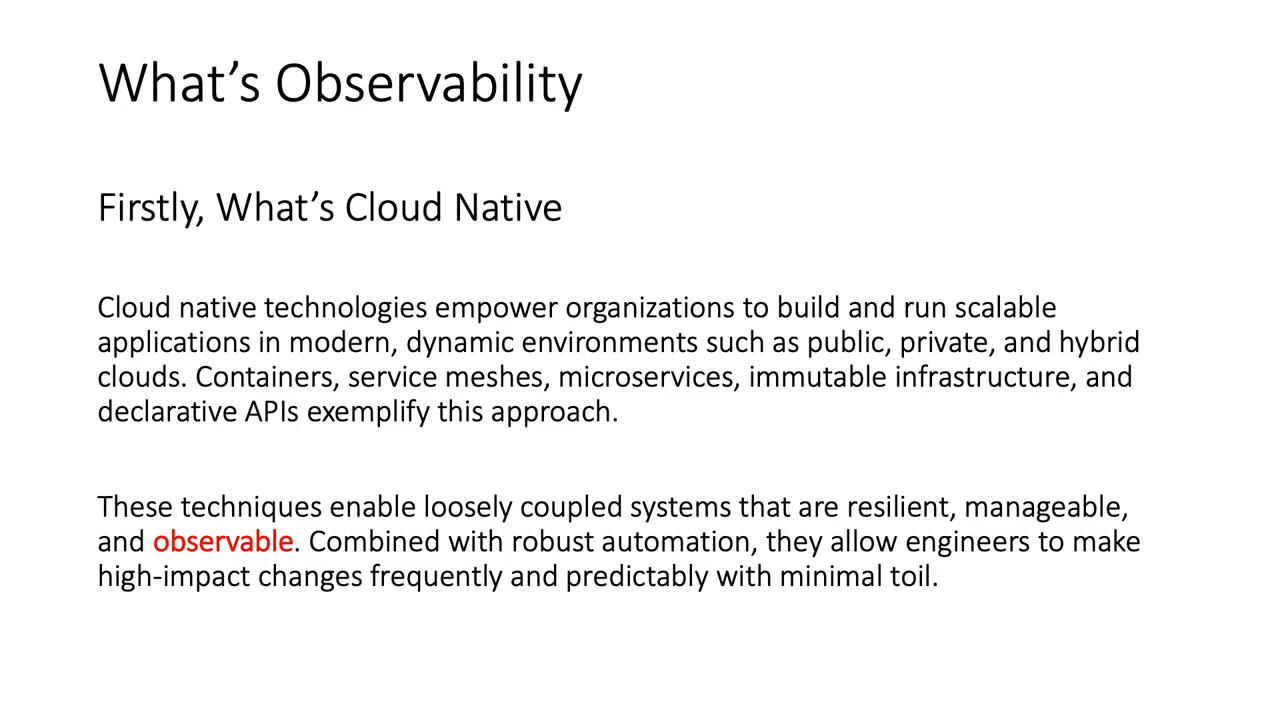 What’s Observability
Firstly, What’s Cloud Native
Cloud native technologies empower organizations to build and run scalable
applications in modern, dynamic environments such as public, private, and hybrid
clouds. Containers, service meshes, microservices, immutable infrastructure, and
declarative APIs exemplify this approach.
These techniques enable loosely coupled systems that are resilient, manageable,
and observable. Combined with robust automation, they allow engineers to make
high-impact changes frequently and predictably with minimal toil.